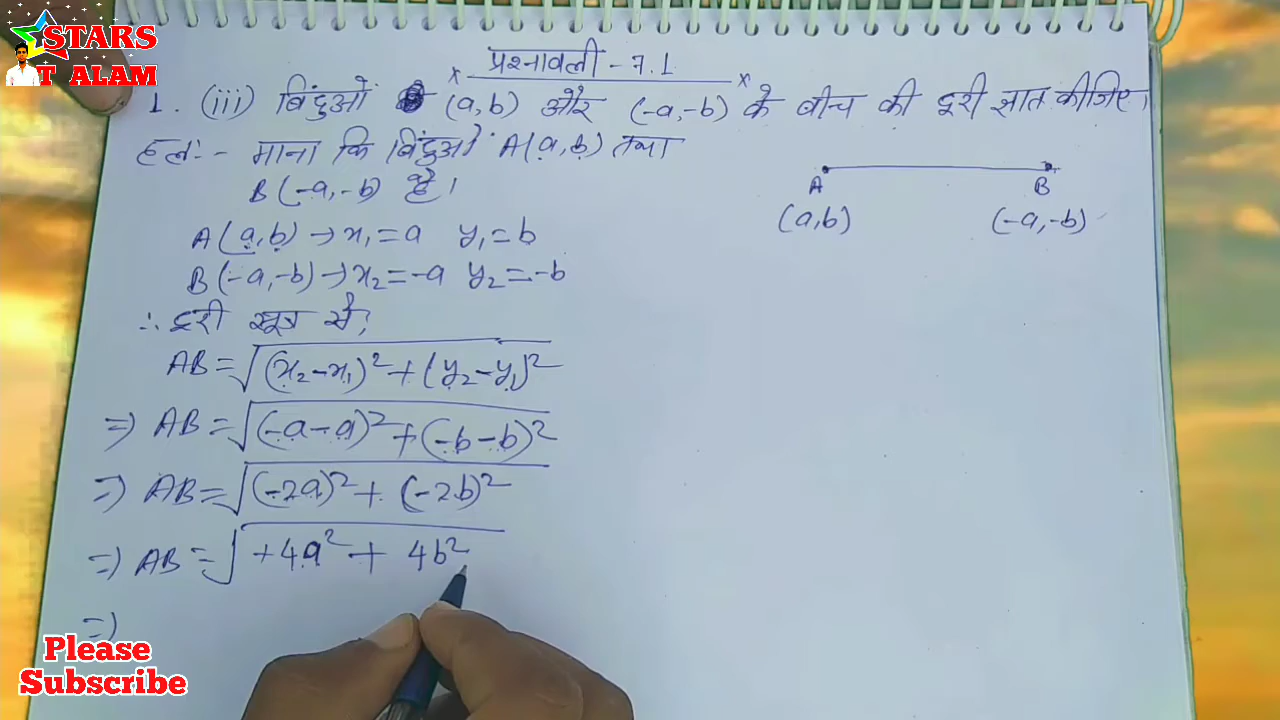 STARS
T ALAM
प्रश्नावली - 7.1
1. (iii) बिंदुओं (a,b) और (-a,-b) के बीच की दूरी ज्ञात कीजिए।
हल:- माना कि बिंदुओं A(a,b) तथा
B(-a,-b) है।
A(a,b) → x₁=a y₁=b
B(-a,-b) → x₂=-a y₂=-b
∴ दूरी सूत्र से,
AB=√(x₂-x₁)²+(y₂-y₁)²
⇒ AB=√(-a-a)²+(-b-b)²
⇒ AB=√(-2a)²+(-2b)²
⇒ AB=√+4a²+4b²
⇒
A B
(a,b) (-a,-b)
Please
Subscribe